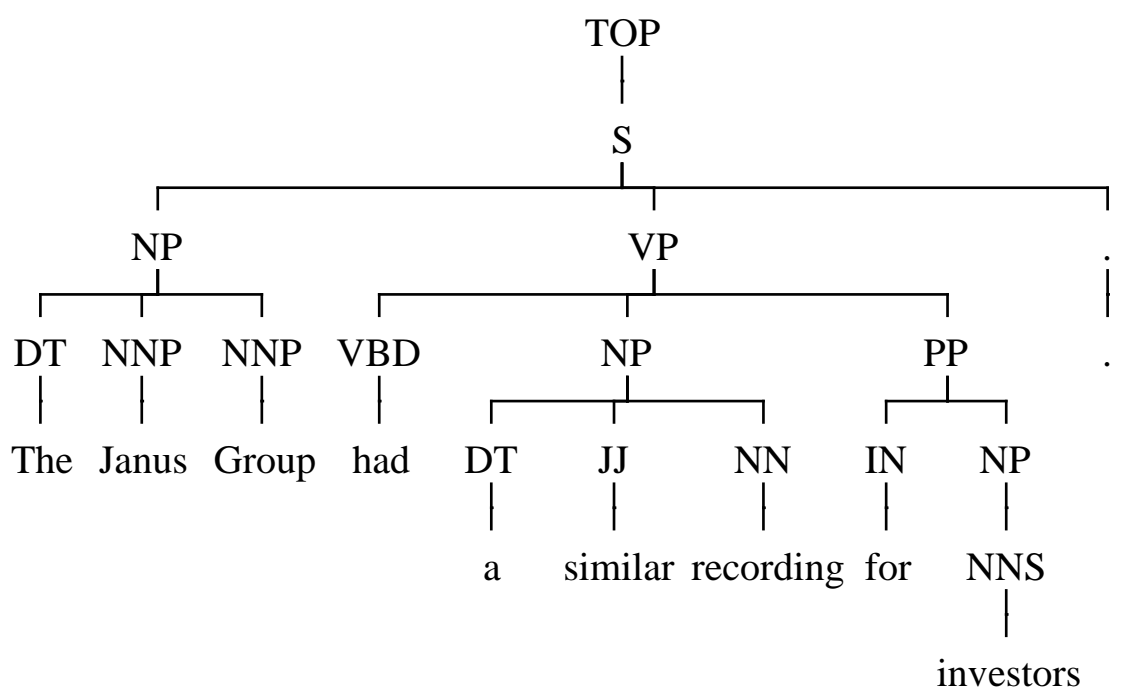 TOP
S
NP VP .
DT NNP NNP VBD NP PP .
The Janus Group had DT JJ NN IN NP
a similar recording for NNS
investors